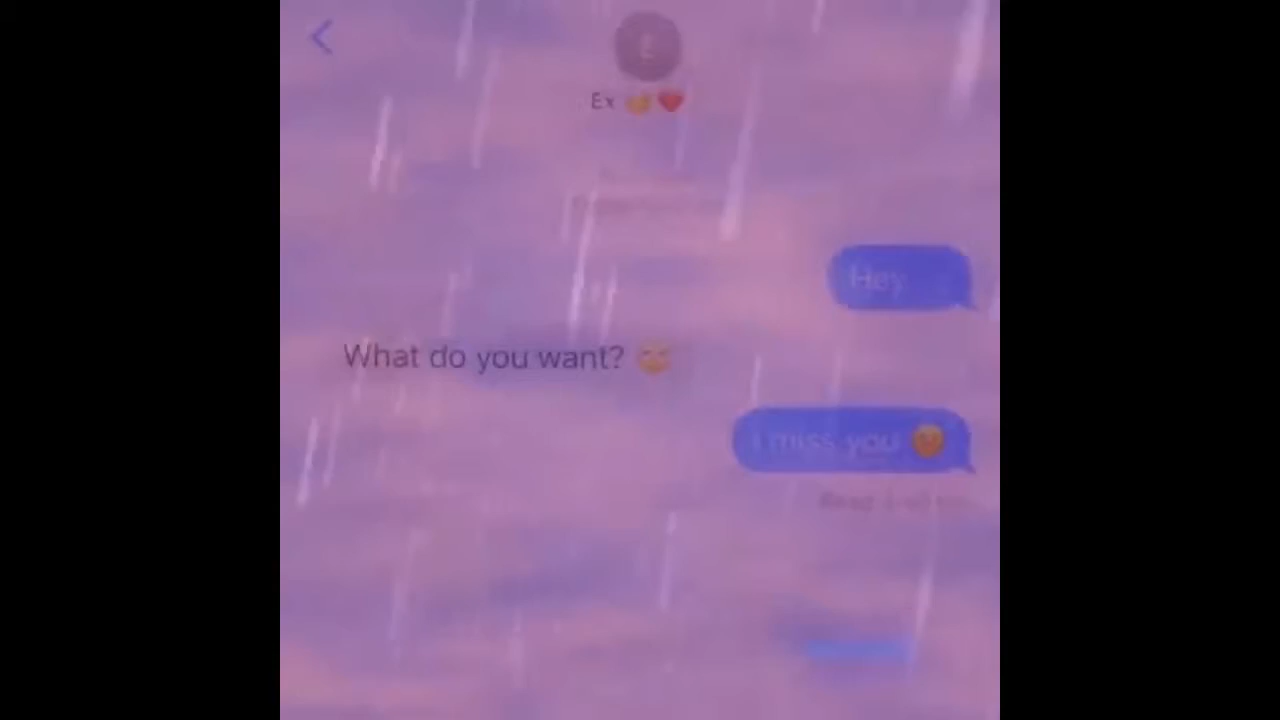 Ex 🥺❤️
Hey
What do you want? 🙄
I miss you 🙁